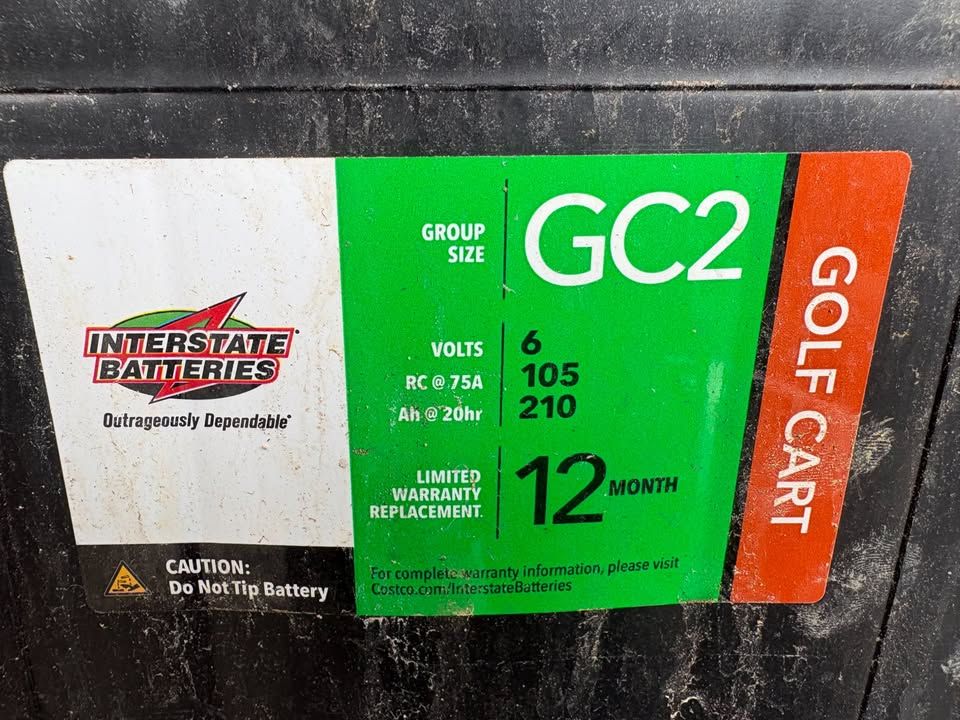 INTERSTATE
BATTERIES
Outrageously Dependable
CAUTION:
Do Not Tip Battery
GROUP
SIZE
GC2
VOLTS 6
RC @ 75A 105
Ah @ 20hr 210
LIMITED
WARRANTY
REPLACEMENT
12 MONTH
For complete warranty information, please visit
Costco.com/InterstateBatteries
GOLF CART